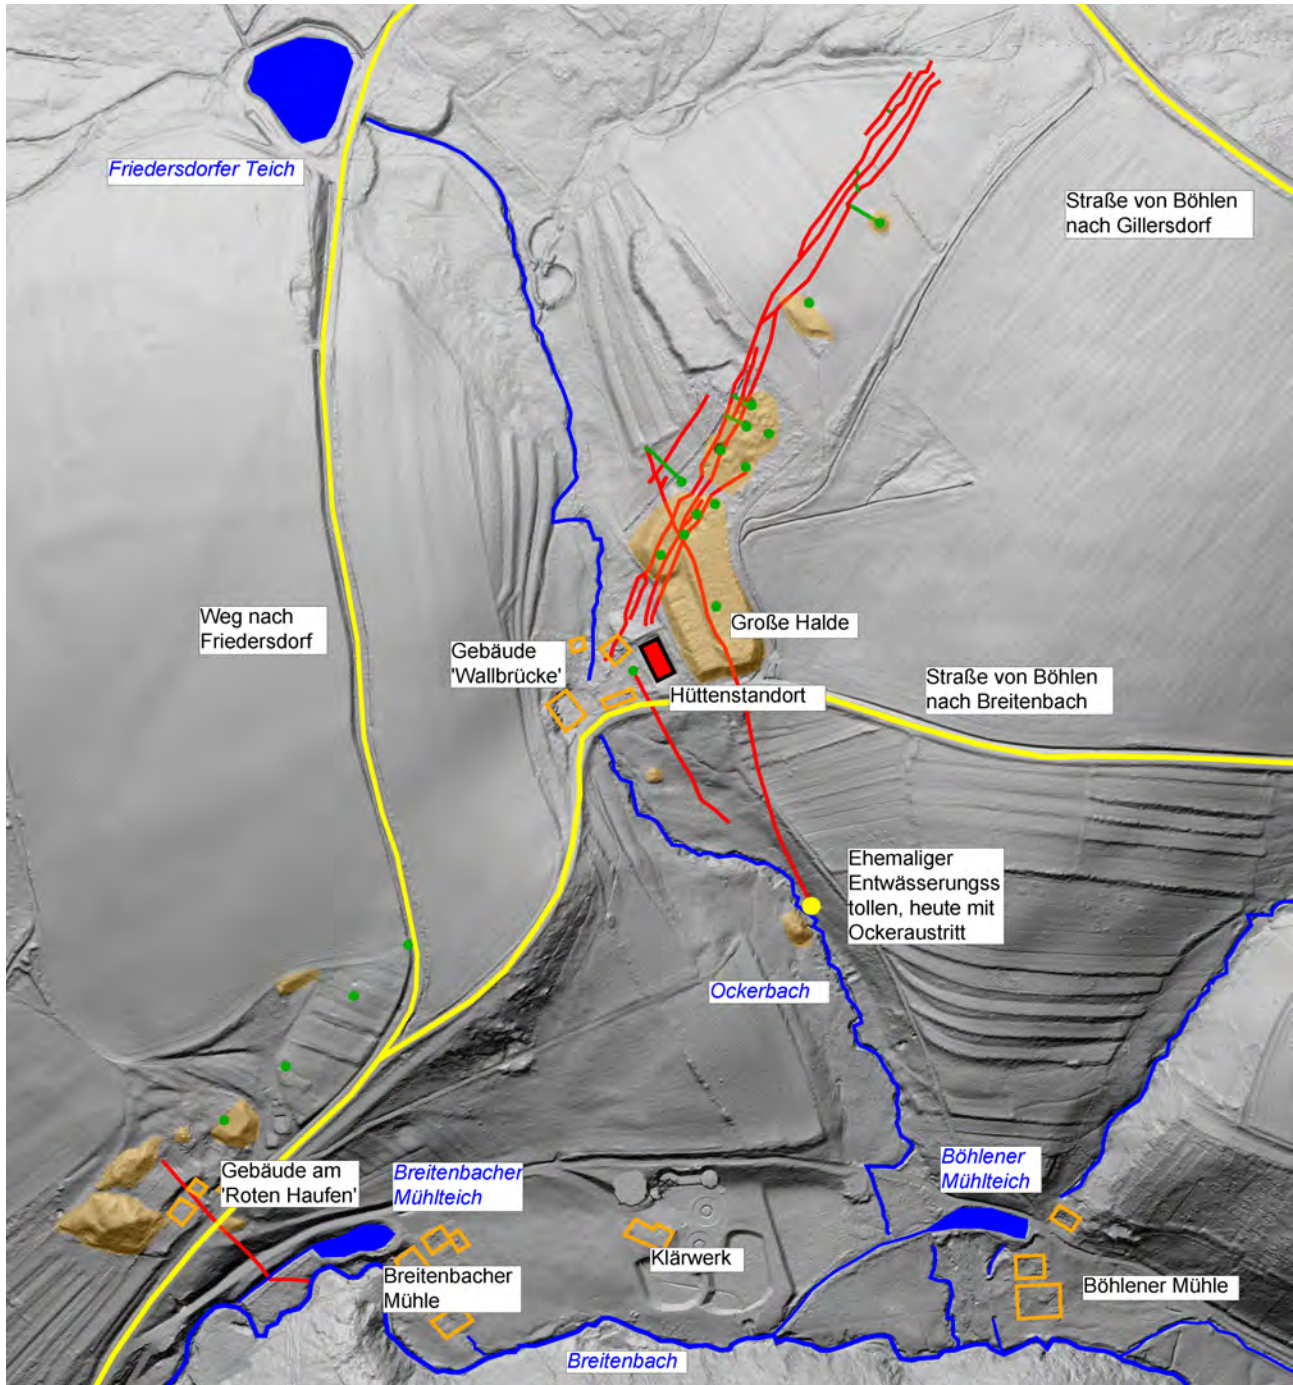 Friedersdorfer Teich
Straße von Böhlen
nach Gillersdorf
Weg nach
Friedersdorf
Gebäude
'Wallbrücke'
Große Halde
Hüttenstandort
Straße von Böhlen
nach Breitenbach
Ehemaliger
Entwässerungss
tollen, heute mit
Ockeraustritt
Ockerbach
Gebäude am
'Roten Haufen'
Breitenbacher
Mühlteich
Böhlener
Mühlteich
Klärwerk
Breitenbacher
Mühle
Böhlener Mühle
Breitenbach